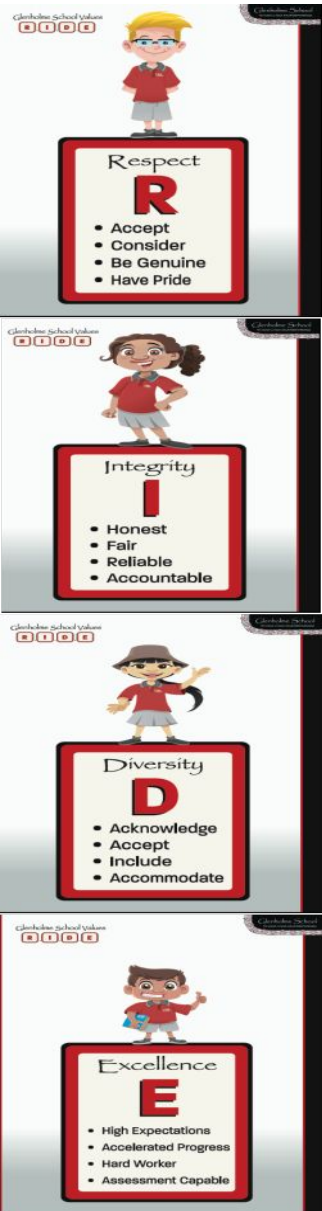 Glenholme School Values
R I D E
Glenholme School
Respect
R
• Accept
• Consider
• Be Genuine
• Have Pride
Glenholme School Values
R I D E
Glenholme School
Integrity
I
• Honest
• Fair
• Reliable
• Accountable
Glenholme School Values
R I D E
Glenholme School
Diversity
D
• Acknowledge
• Accept
• Include
• Accommodate
Glenholme School Values
R I D E
Glenholme School
Excellence
E
• High Expectations
• Accelerated Progress
• Hard Worker
• Assessment Capable